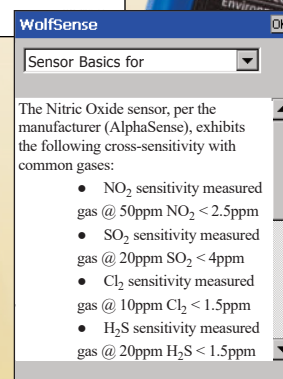 Environ
WolfSense
OK
Sensor Basics for
The Nitric Oxide sensor, per the
manufacturer (AlphaSense), exhibits
the following cross-sensitivity with
common gases:
● NO₂ sensitivity measured
gas @ 50ppm NO₂ < 2.5ppm
● SO₂ sensitivity measured
gas @ 20ppm SO₂ < 4ppm
● Cl₂ sensitivity measured
gas @ 10ppm Cl₂ < 1.5ppm
● H₂S sensitivity measured
gas @ 20ppm H₂S < 1.5ppm